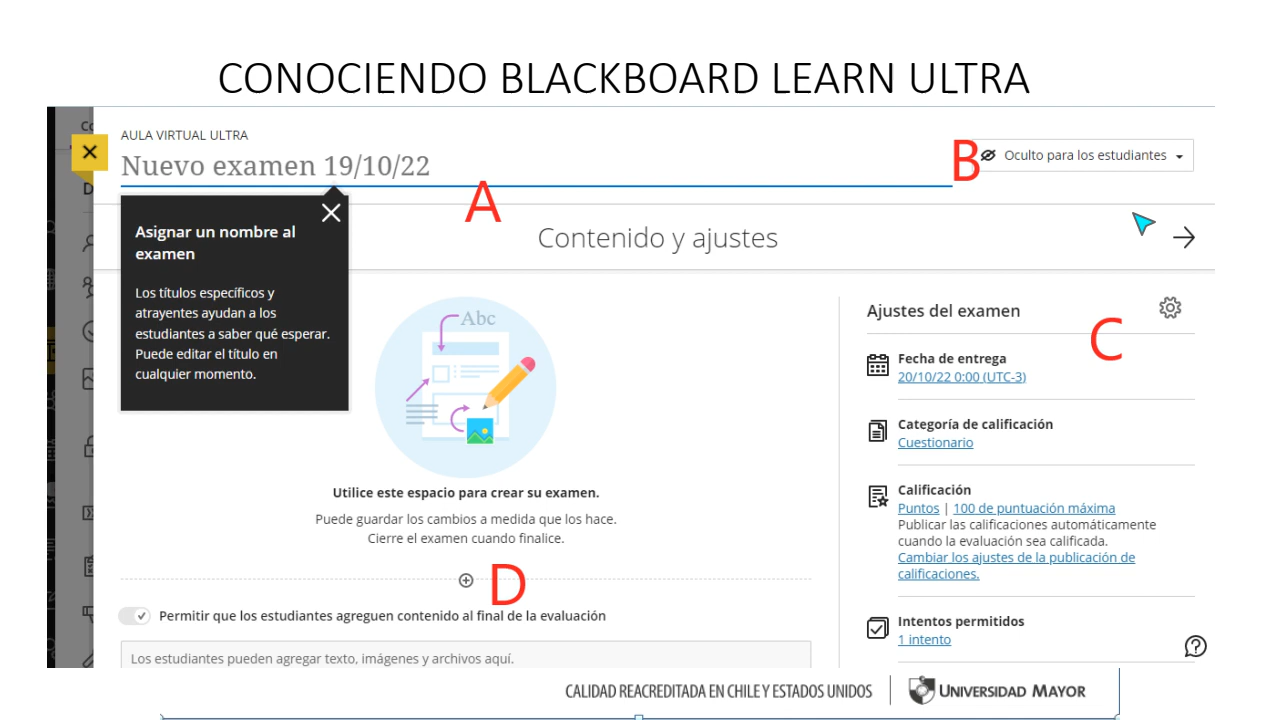 CONOCIENDO BLACKBOARD LEARN ULTRA
AULA VIRTUAL ULTRA
Nuevo examen 19/10/22
A
B
Oculto para los estudiantes
Asignar un nombre al
examen
Los títulos específicos y
atrayentes ayudan a los
estudiantes a saber qué esperar.
Puede editar el título en
cualquier momento.
Contenido y ajustes
Abc
Utilice este espacio para crear su examen.
Puede guardar los cambios a medida que los hace.
Cierre el examen cuando finalice.
D
Permitir que los estudiantes agreguen contenido al final de la evaluación
Los estudiantes pueden agregar texto, imágenes y archivos aquí.
Ajustes del examen
C
Fecha de entrega
20/10/22 0:00 (UTC-3)
Categoría de calificación
Cuestionario
Calificación
Puntos | 100 de puntuación máxima
Publicar las calificaciones automáticamente
cuando la evaluación sea calificada.
Cambiar los ajustes de la publicación de
calificaciones.
Intentos permitidos
1 intento
CALIDAD REACREDITADA EN CHILE Y ESTADOS UNIDOS
UNIVERSIDAD MAYOR